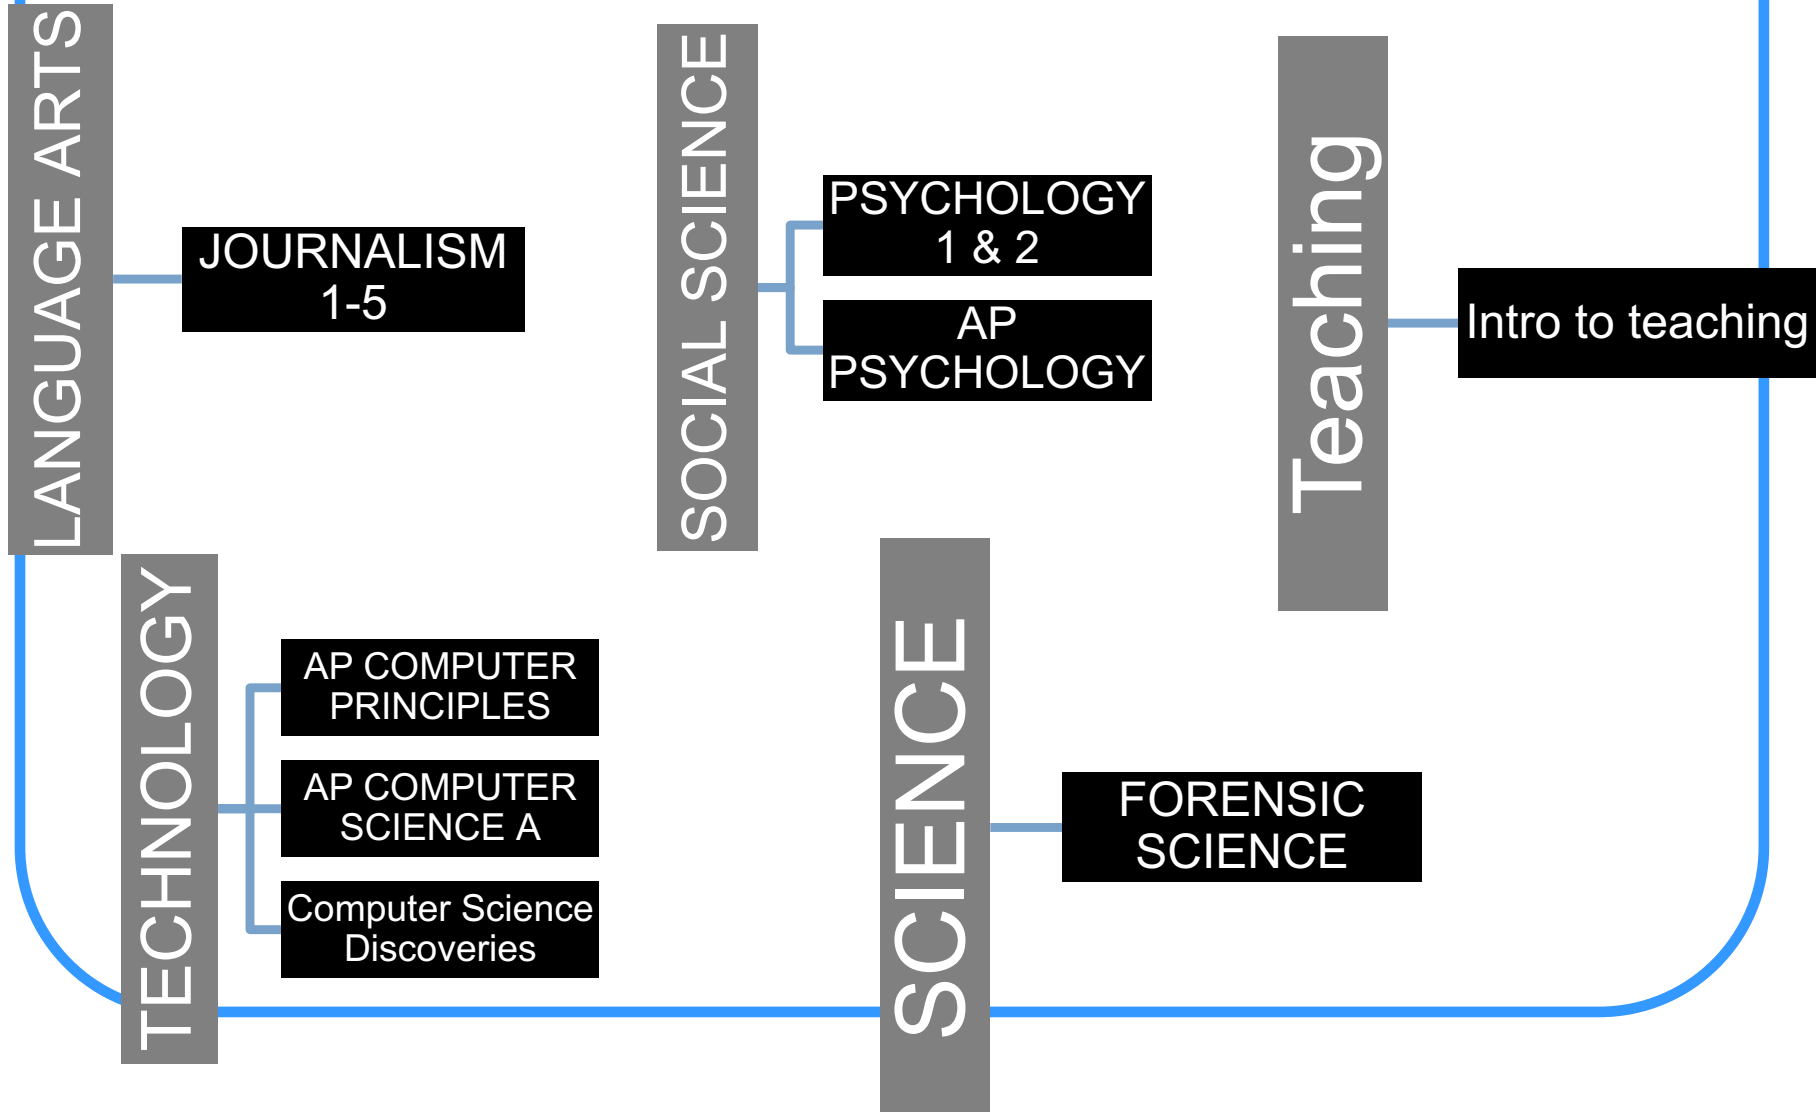 LANGUAGE ARTS
JOURNALISM
1-5
SOCIAL SCIENCE
PSYCHOLOGY
1 & 2
AP
PSYCHOLOGY
Teaching
Intro to teaching
TECHNOLOGY
AP COMPUTER
PRINCIPLES
AP COMPUTER
SCIENCE A
Computer Science
Discoveries
SCIENCE
FORENSIC
SCIENCE